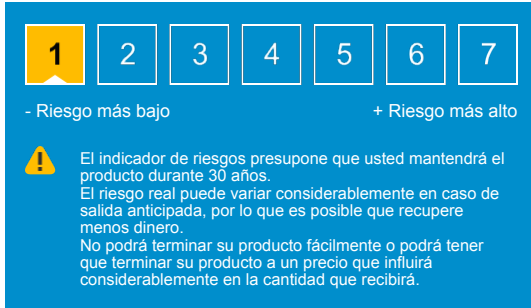 1 2 3 4 5 6 7
- Riesgo más bajo + Riesgo más alto
El indicador de riesgos presupone que usted mantendrá el
producto durante 30 años.
El riesgo real puede variar considerablemente en caso de
salida anticipada, por lo que es posible que recupere
menos dinero.
No podrá terminar su producto fácilmente o podrá tener
que terminar su producto a un precio que influirá
considerablemente en la cantidad que recibirá.